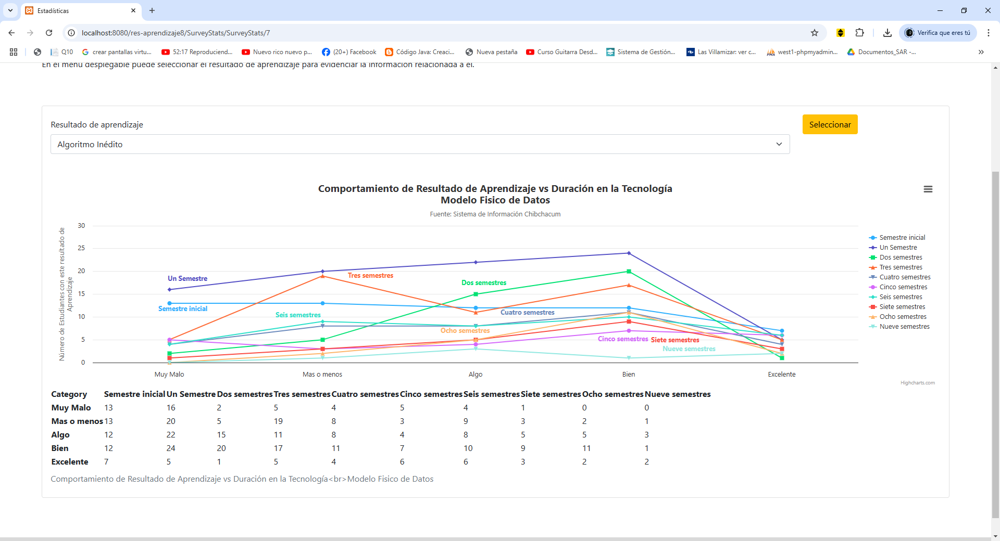 Estadísticas
localhost:8080/res-aprendizaje8/SurveyStats/SurveyStats/7
Verifica que eres tú
Q10
crear pantallas virtu...
52:17 Reproduciend...
Nuevo rico nuevo p...
(20+) Facebook
Código Java: Creaci...
Nueva pestaña
Curso Guitarra Desd...
Sistema de Gestión...
Las Villamizar: ver c...
west1-phpmyadmin...
Documentos_SAR -...
En el menú desplegable puede seleccionar el resultado de aprendizaje para evidenciar la información relacionada a él.
Resultado de aprendizaje
Seleccionar
Algoritmo Inédito
Comportamiento de Resultado de Aprendizaje vs Duración en la Tecnología
Modelo Fisico de Datos
Fuente: Sistema de Información Chibchacum
Número de Estudiantes con este resultado de
Aprendizaje
30
25
20
15
10
5
0
Un Semestre
Semestre inicial
Seis semestres
Tres semestres
Dos semestres
Cuatro semestres
Ocho semestres
Cinco semestres
Siete semestres
Nueve semestres
Muy Malo
Mas o menos
Algo
Bien
Excelente
Semestre inicial
Un Semestre
Dos semestres
Tres semestres
Cuatro semestres
Cinco semestres
Seis semestres
Siete semestres
Ocho semestres
Nueve semestres
Highcharts.com
Category Semestre inicial Un Semestre Dos semestres Tres semestres Cuatro semestres Cinco semestres Seis semestres Siete semestres Ocho semestres Nueve semestres
Muy Malo 13 16 2 5 4 5 4 1 0 0
Mas o menos 13 20 5 19 8 3 9 3 2 1
Algo 12 22 15 11 8 4 8 5 5 3
Bien 12 24 20 17 11 7 10 9 11 1
Excelente 7 5 1 5 4 6 6 3 2 2
Comportamiento de Resultado de Aprendizaje vs Duración en la Tecnología<br>Modelo Fisico de Datos